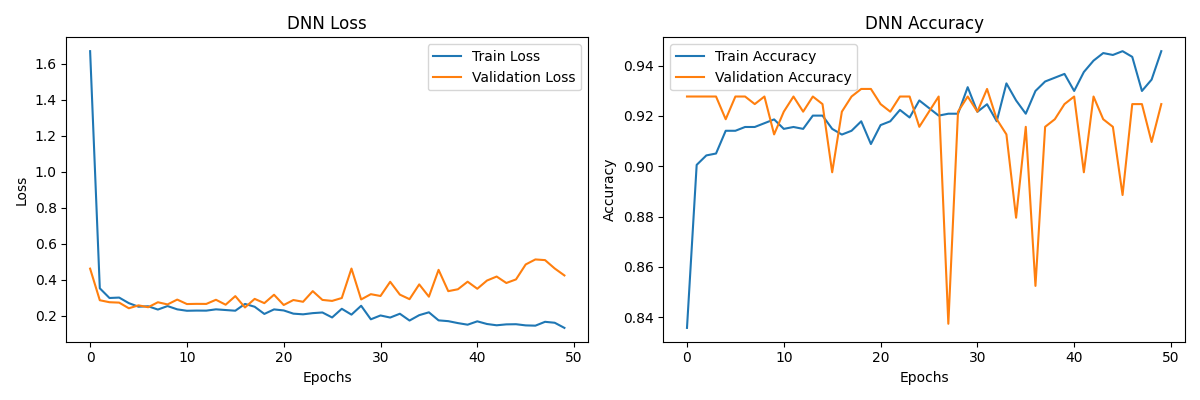 DNN Loss
Train Loss
Validation Loss
Loss
1.6
1.4
1.2
1.0
0.8
0.6
0.4
0.2
0 10 20 30 40 50
Epochs
DNN Accuracy
Train Accuracy
Validation Accuracy
Accuracy
0.94
0.92
0.90
0.88
0.86
0.84
0 10 20 30 40 50
Epochs